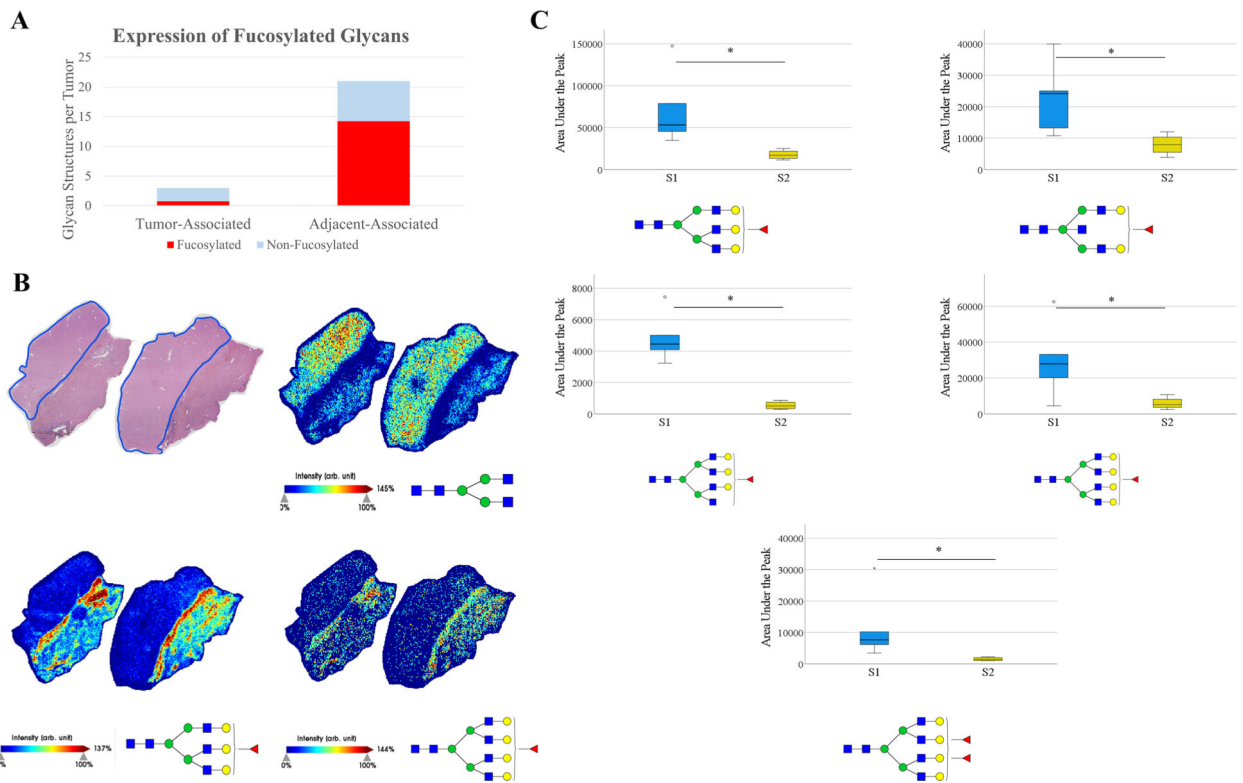 A
Expression of Fucosylated Glycans
Glycan Structures per Tumor
25
20
15
10
5
0
Tumor-Associated
Adjacent-Associated
Fucosylated
Non-Fucosylated
B
Intensity (arb. unit)
145%
0%
100%
Intensity (arb. unit)
137%
0%
100%
Intensity (arb. unit)
144%
0%
100%
C
Area Under the Peak
150000
100000
50000
0
*
S1
S2
Area Under the Peak
40000
30000
20000
10000
0
*
S1
S2
Area Under the Peak
8000
6000
4000
2000
0
*
S1
S2
Area Under the Peak
60000
40000
20000
0
*
S1
S2
Area Under the Peak
40000
30000
20000
10000
0
*
S1
S2